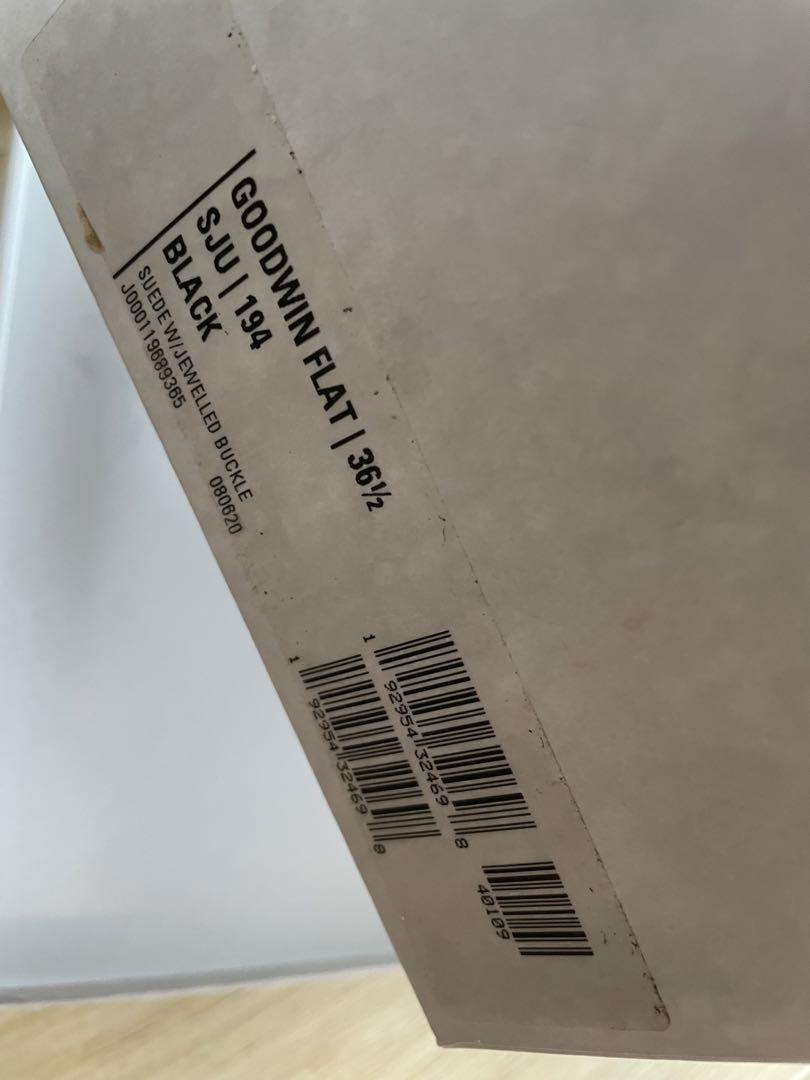 GOODWIN FLAT | 36½
SJU | 194
BLACK
SUEDE W/JEWELLED BUCKLE
J000119689365 080620
1 92954 32469 8
1 92954 32469 8
40109